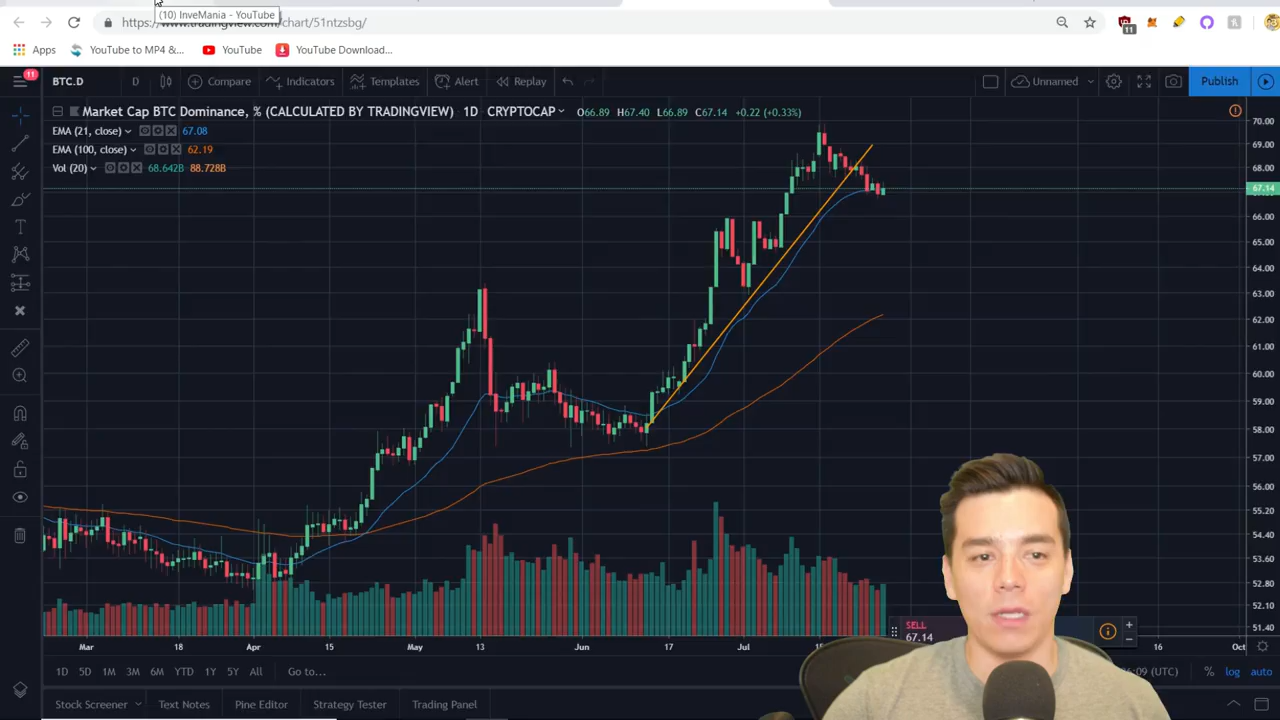 (10) InveMania - YouTube
https://www.tradingview.com/chart/51ntzsbg/
11
Apps
YouTube to MP4 &...
YouTube
YouTube Download...
11
BTC.D
D
Compare
Indicators
Templates
Alert
Replay
Unnamed
Publish
Market Cap BTC Dominance, % (CALCULATED BY TRADINGVIEW) 1D CRYPTOCAP
O66.89 H67.40 L66.89 C67.14 +0.22 (+0.33%)
EMA (21, close) 67.08
EMA (100, close) 62.19
Vol (20) 68.642B 88.728B
70.00
69.00
68.00
67.14
66.00
65.00
64.00
63.00
62.00
61.00
60.00
59.00
58.00
57.00
56.00
55.20
54.40
53.60
52.80
52.10
51.40
SELL
67.14
Mar
18
Apr
15
May
13
Jun
17
Jul
16
Oct
1D 5D 1M 3M 6M YTD 1Y 5Y All Go to...
:09 (UTC)
% log auto
Stock Screener
Text Notes
Pine Editor
Strategy Tester
Trading Panel